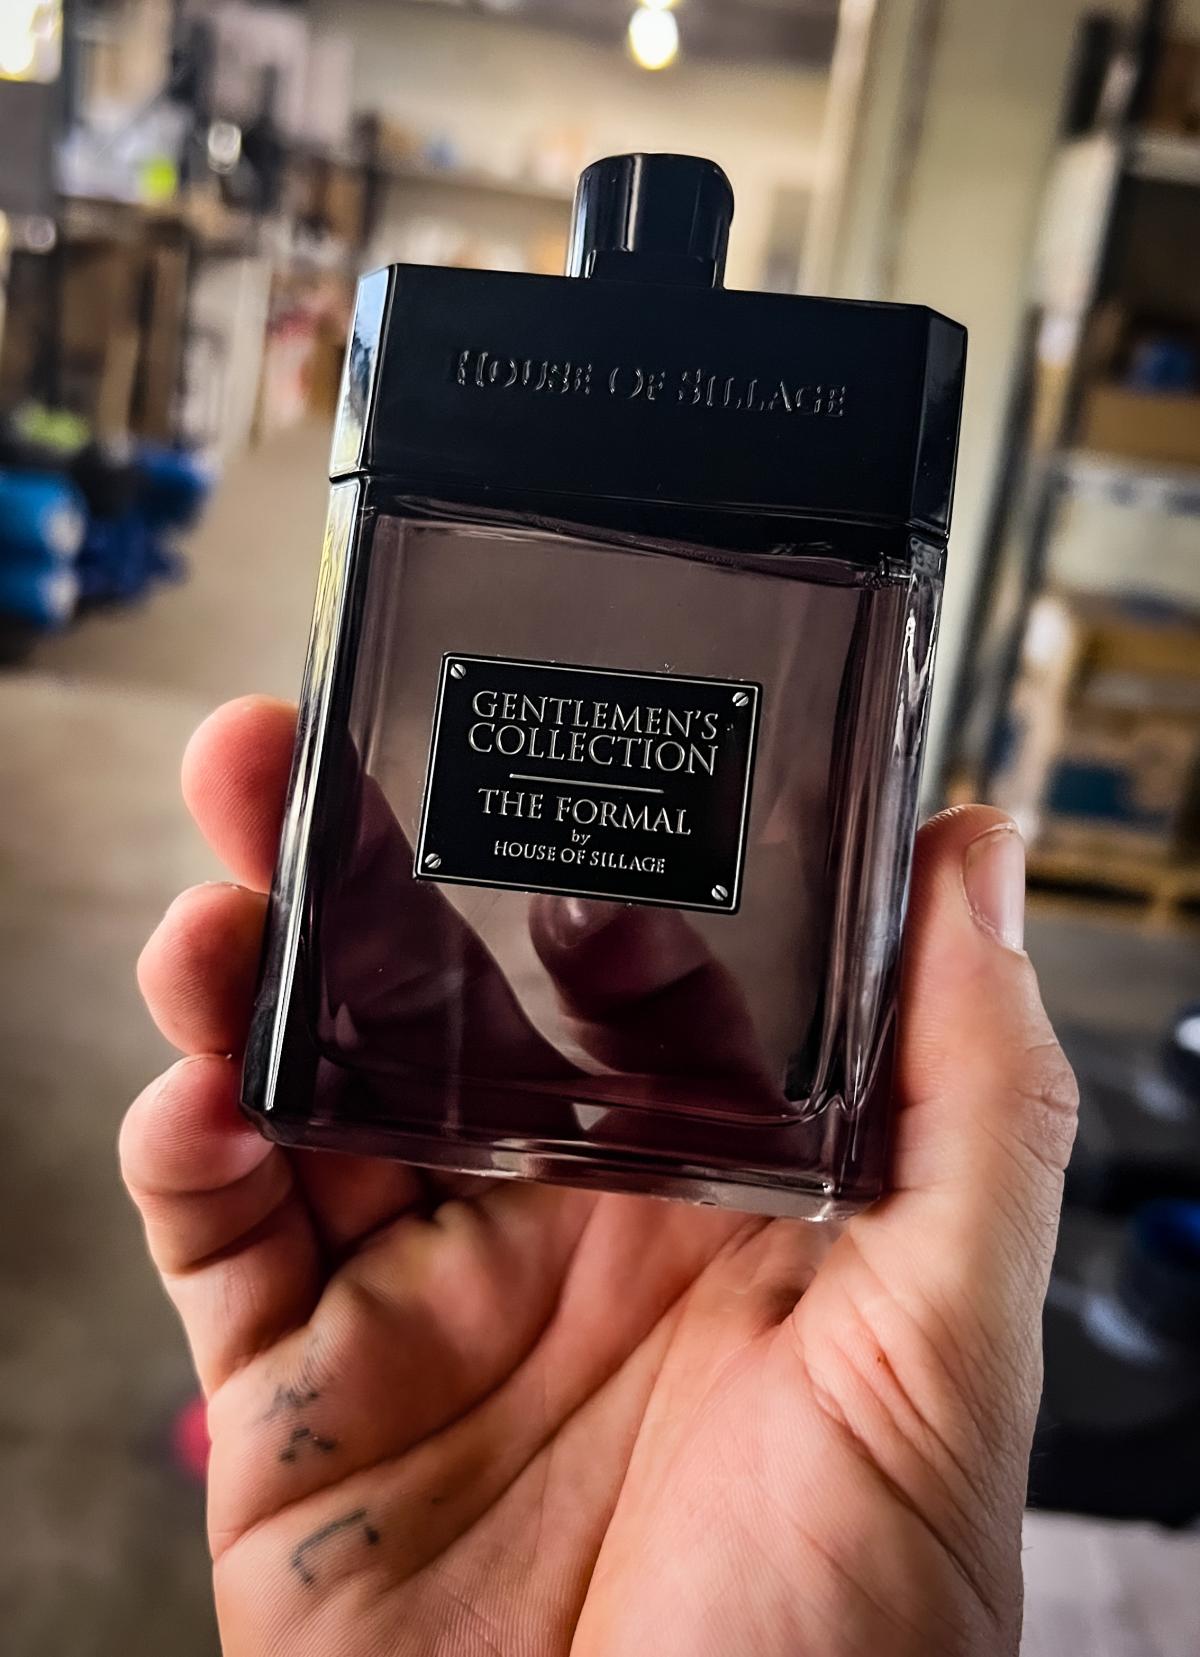 HOUSE OF SILLAGE
GENTLEMEN'S
COLLECTION
THE FORMAL
by
HOUSE OF SILLAGE